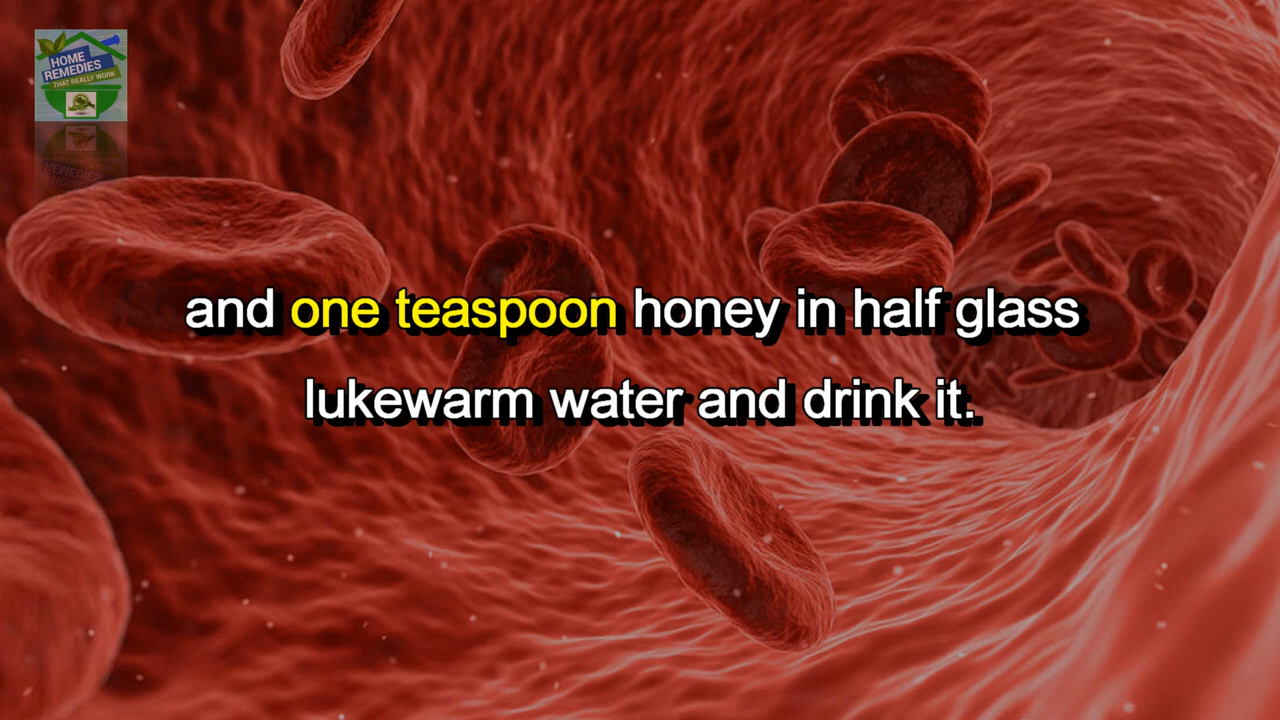 HOME
REMEDIES
THAT REALLY WORK
and one teaspoon honey in half glass
lukewarm water and drink it.